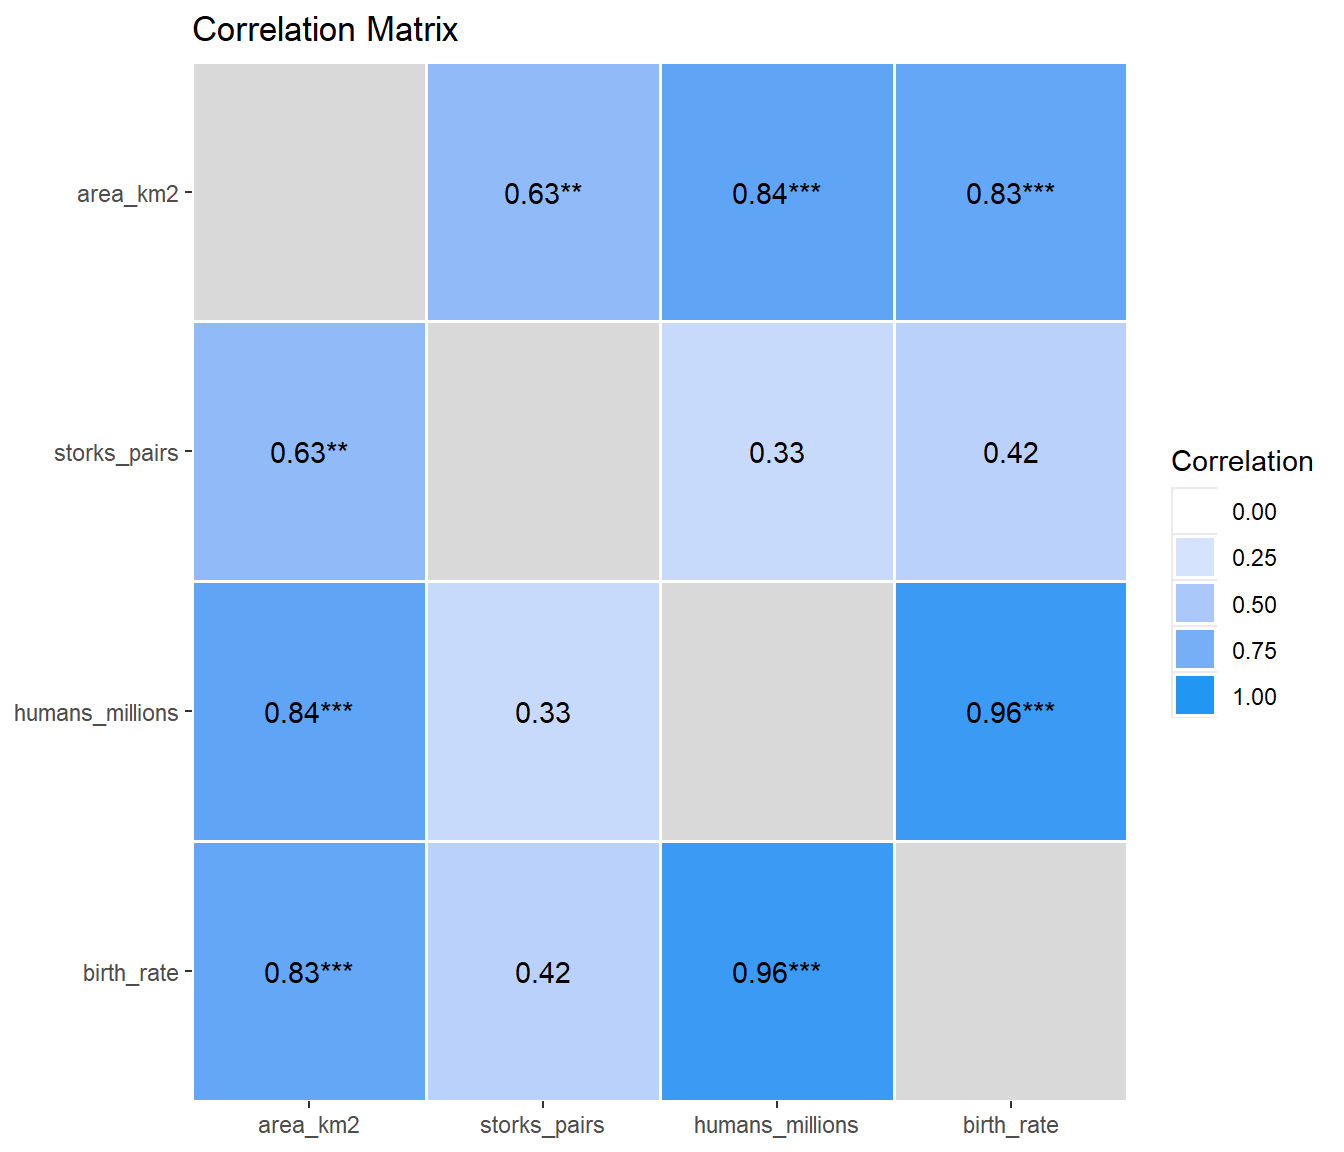 Correlation Matrix
area_km2
0.63**
0.84***
0.83***
storks_pairs
0.63**
0.33
0.42
humans_millions
0.84***
0.33
0.96***
birth_rate
0.83***
0.42
0.96***
area_km2
storks_pairs
humans_millions
birth_rate
Correlation
0.00
0.25
0.50
0.75
1.00